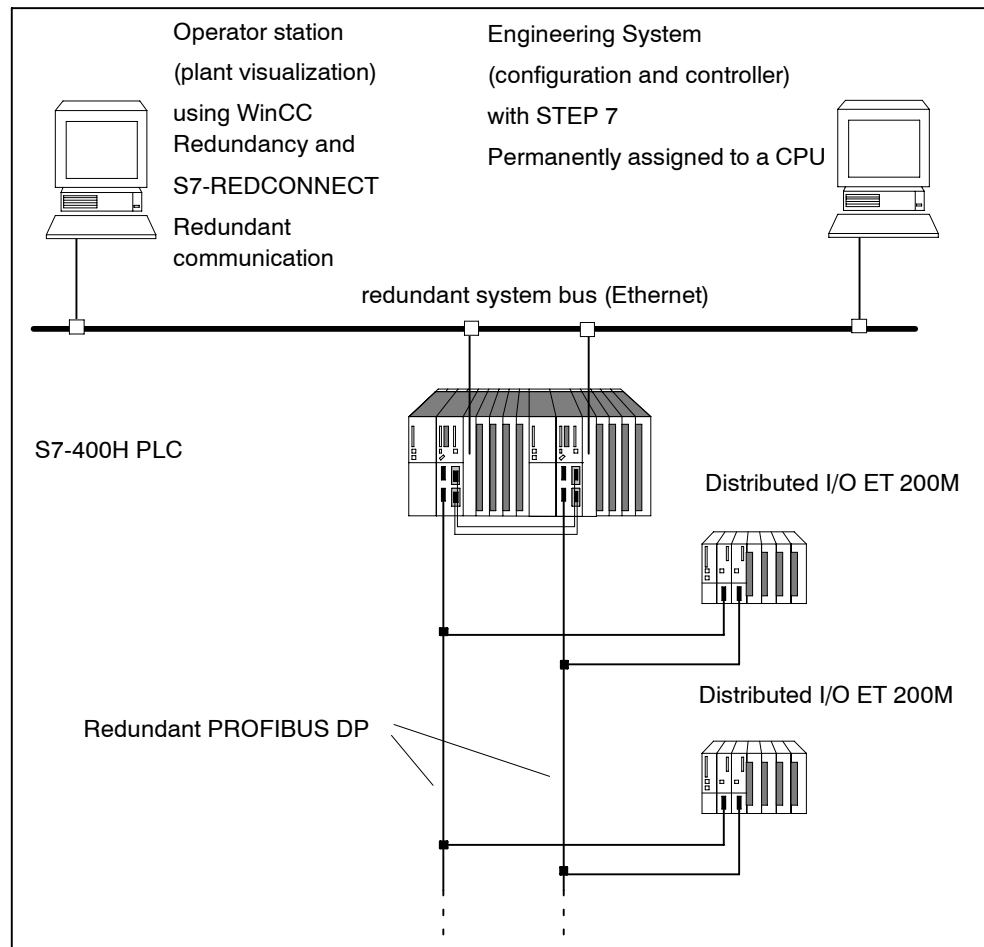 Operator station
(plant visualization)
using WinCC
Redundancy and
S7-REDCONNECT
Redundant
communication
Engineering System
(configuration and controller)
with STEP 7
Permanently assigned to a CPU
redundant system bus (Ethernet)
S7-400H PLC
Distributed I/O ET 200M
Distributed I/O ET 200M
Redundant PROFIBUS DP